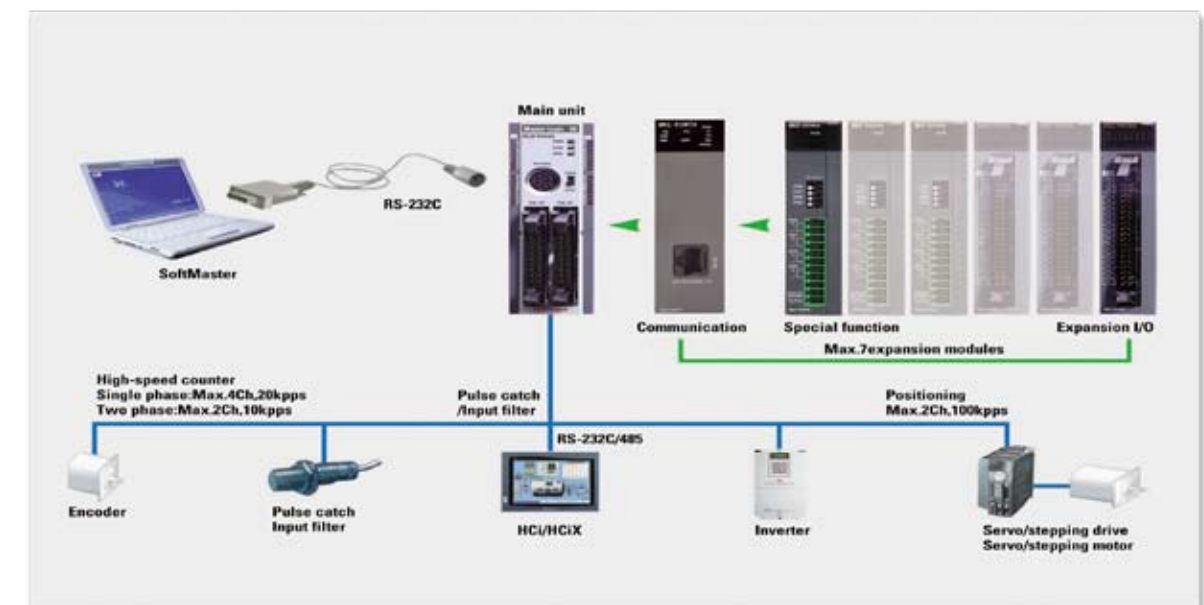 Main unit
RS-232C
SoftMaster
Communication
Special function
Expansion I/O
Max.7expansion modules
High-speed counter
Single phase:Max.4Ch,20kpps
Two phase:Max.2Ch,10kpps
Pulse catch
/Input filter
Positioning
Max.2Ch,100kpps
RS-232C/485
Encoder
Pulse catch
Input filter
HCi/HCiX
Inverter
Servo/stepping drive
Servo/stepping motor